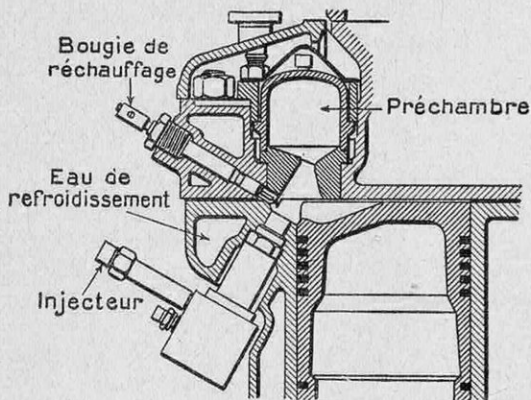 Bougie de
réchauffage
Préchambre
Eau de
refroidissement
Injecteur